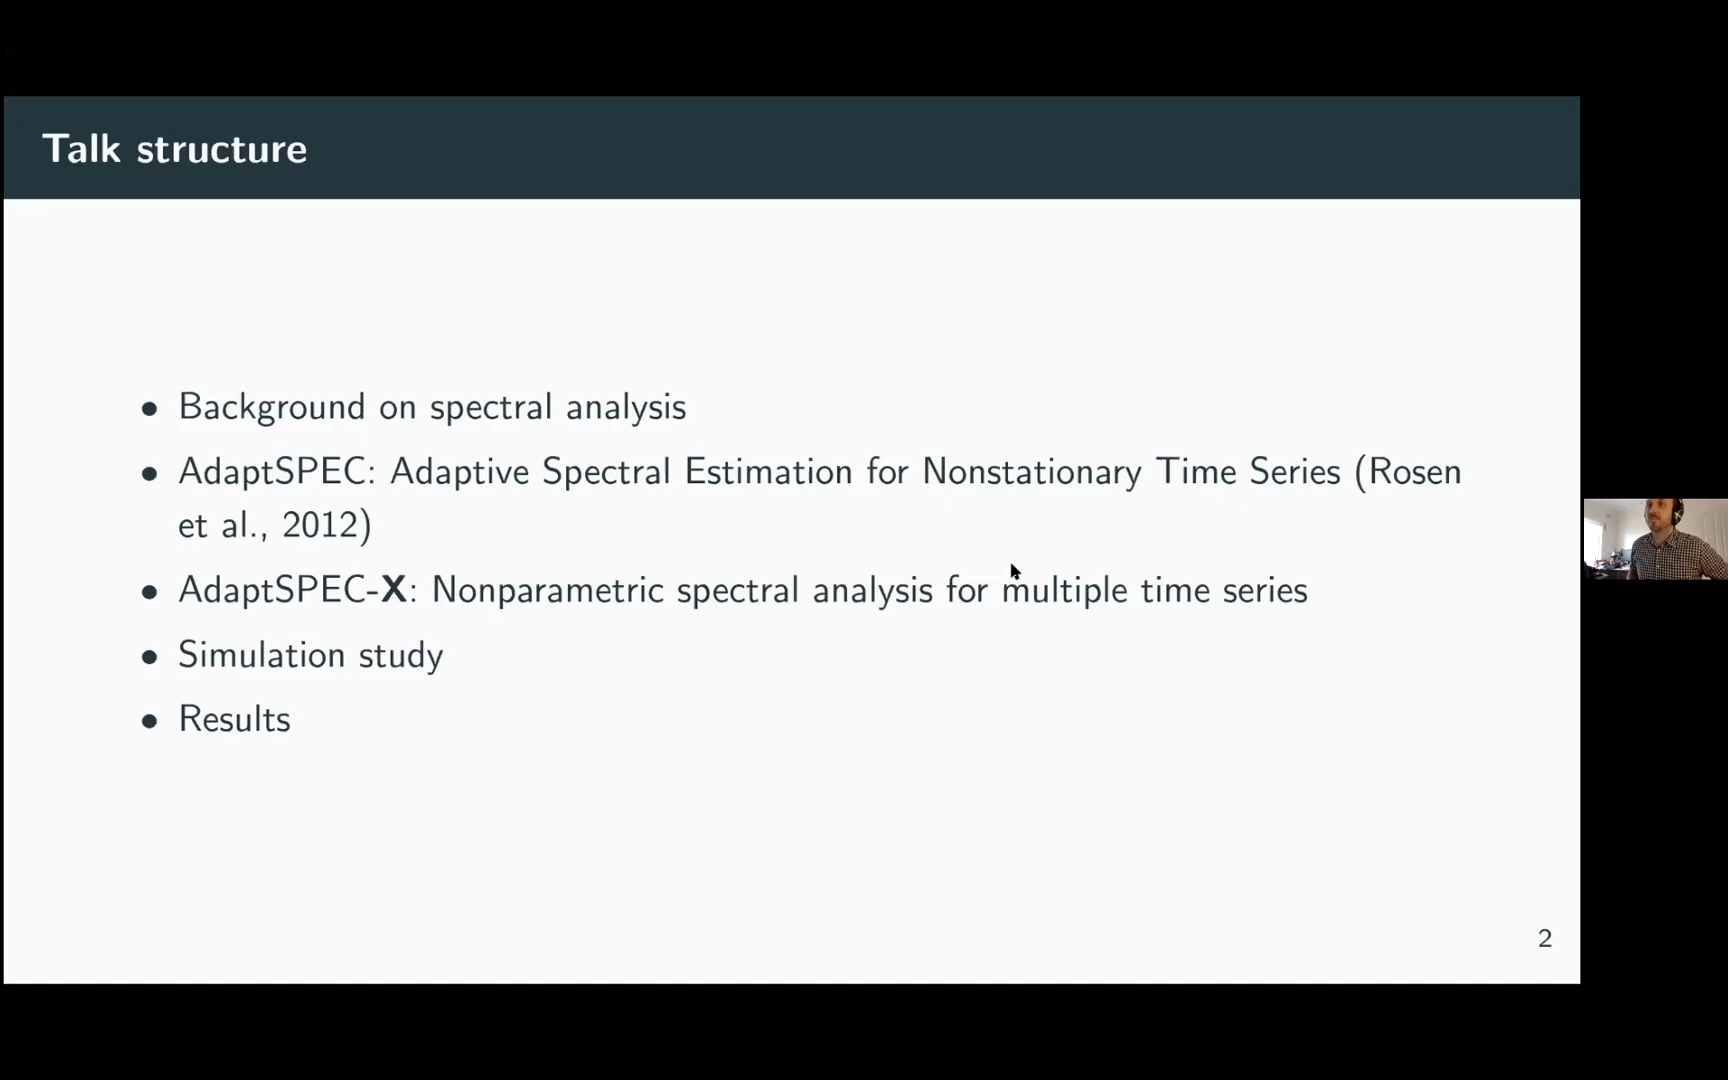 Talk structure
• Background on spectral analysis
• AdaptSPEC: Adaptive Spectral Estimation for Nonstationary Time Series (Rosen
et al., 2012)
• AdaptSPEC-X: Nonparametric spectral analysis for multiple time series
• Simulation study
• Results
2